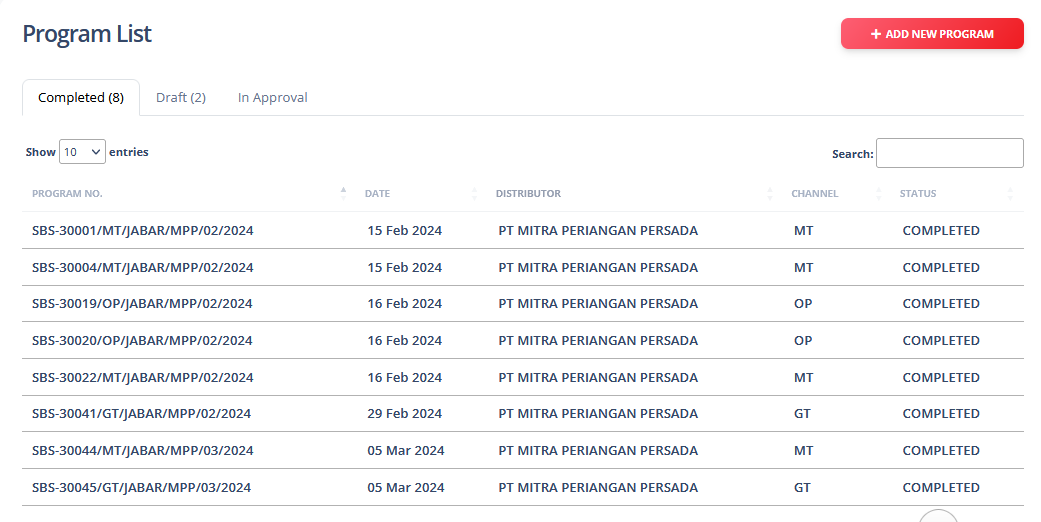 Program List
+ ADD NEW PROGRAM
Completed (8) Draft (2) In Approval
Show 10 entries Search:
PROGRAM NO. DATE DISTRIBUTOR CHANNEL STATUS
SBS-30001/MT/JABAR/MPP/02/2024 15 Feb 2024 PT MITRA PERIANGAN PERSADA MT COMPLETED
SBS-30004/MT/JABAR/MPP/02/2024 15 Feb 2024 PT MITRA PERIANGAN PERSADA MT COMPLETED
SBS-30019/OP/JABAR/MPP/02/2024 16 Feb 2024 PT MITRA PERIANGAN PERSADA OP COMPLETED
SBS-30020/OP/JABAR/MPP/02/2024 16 Feb 2024 PT MITRA PERIANGAN PERSADA OP COMPLETED
SBS-30022/MT/JABAR/MPP/02/2024 16 Feb 2024 PT MITRA PERIANGAN PERSADA MT COMPLETED
SBS-30041/GT/JABAR/MPP/02/2024 29 Feb 2024 PT MITRA PERIANGAN PERSADA GT COMPLETED
SBS-30044/MT/JABAR/MPP/03/2024 05 Mar 2024 PT MITRA PERIANGAN PERSADA MT COMPLETED
SBS-30045/GT/JABAR/MPP/03/2024 05 Mar 2024 PT MITRA PERIANGAN PERSADA GT COMPLETED